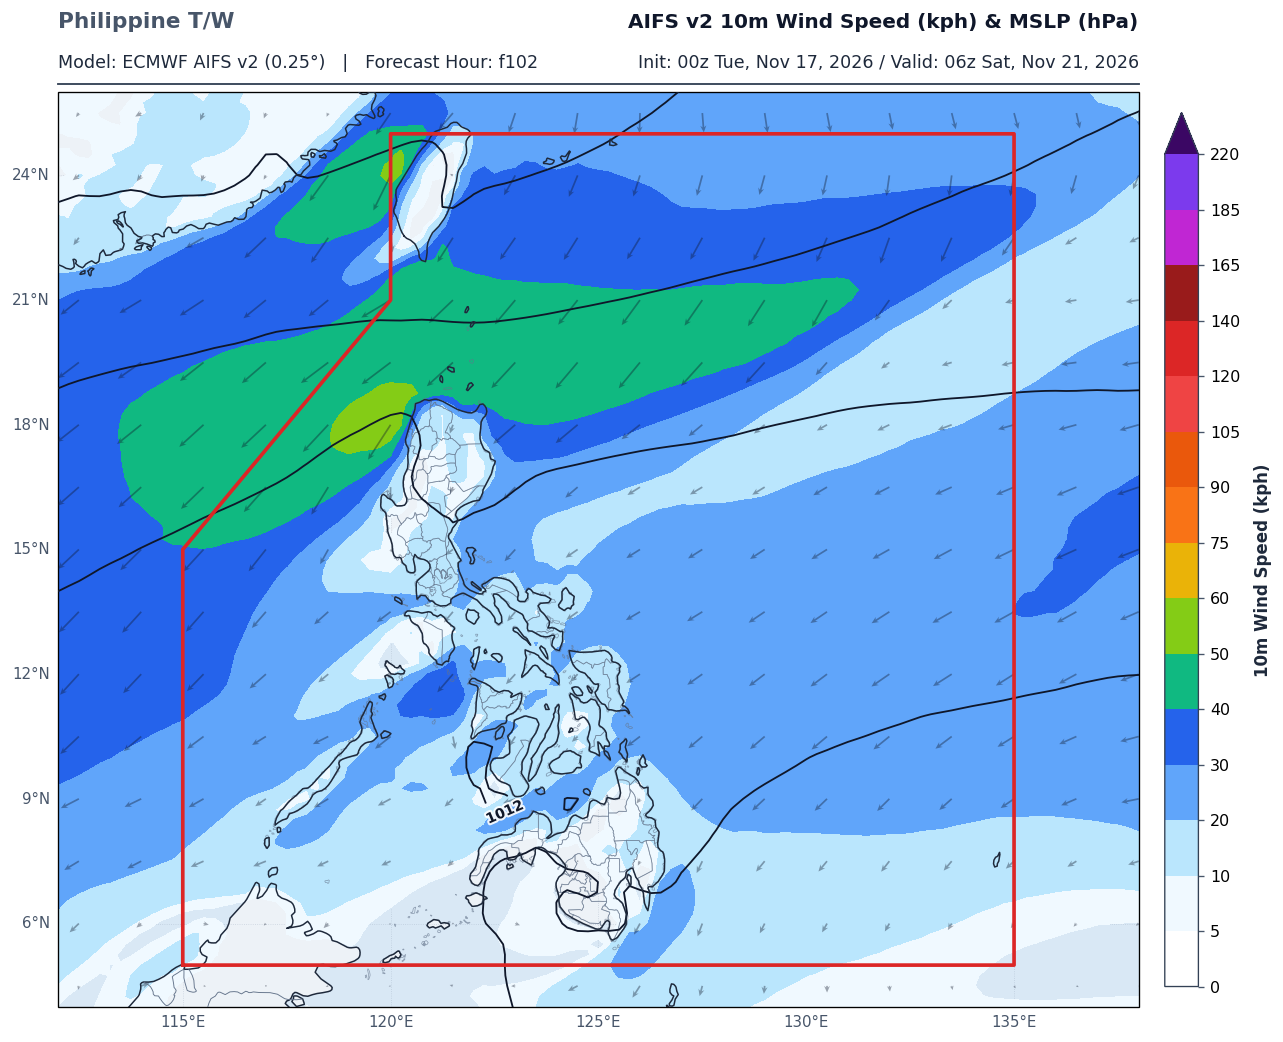 Philippine T/W
AIFS v2 10m Wind Speed (kph) & MSLP (hPa)
Model: ECMWF AIFS v2 (0.25°) | Forecast Hour: f102
Init: 00z Tue, Nov 17, 2026 / Valid: 06z Sat, Nov 21, 2026
24°N
21°N
18°N
15°N
12°N
9°N
6°N
1012
115°E
120°E
125°E
130°E
135°E
220
185
165
140
120
105
90
75
60
50
40
30
20
10
5
0
10m Wind Speed (kph)